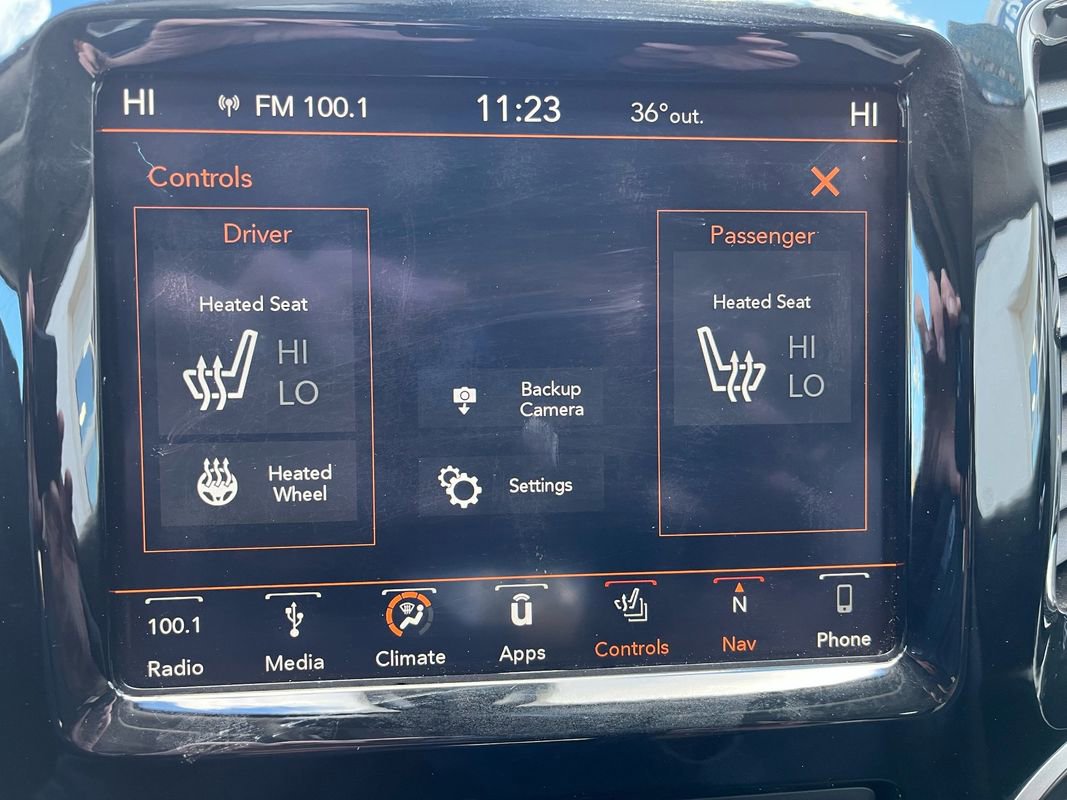 HI FM 100.1 11:23 36° out. HI
Controls
Driver
Heated Seat
HI
LO
Heated
Wheel
Backup
Camera
Settings
Passenger
Heated Seat
HI
LO
100.1
Radio
Media
Climate
Apps
Controls
N
Nav
Phone